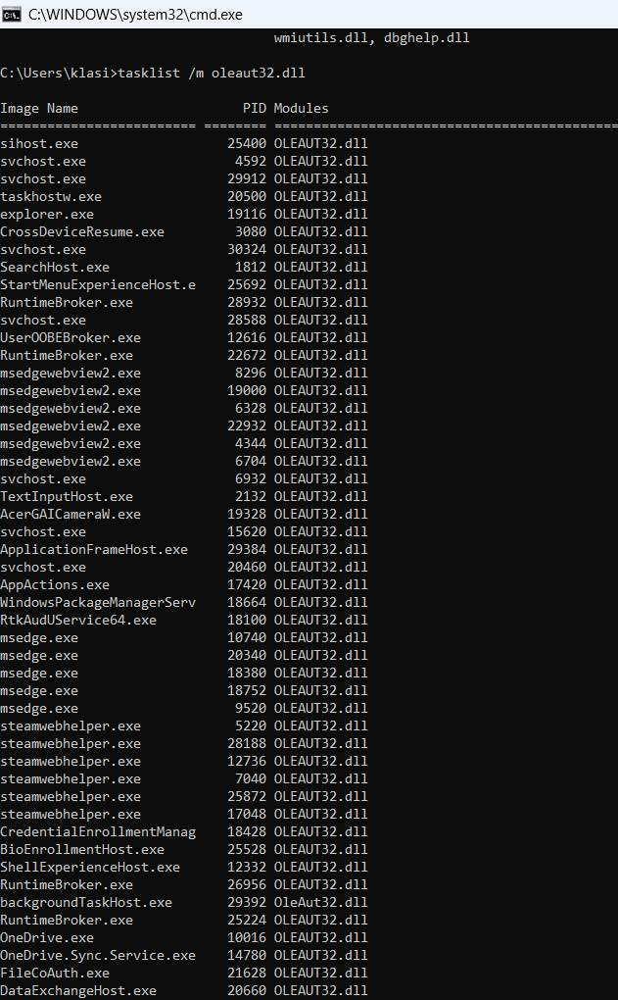 C:\WINDOWS\system32\cmd.exe
wmiutils.dll, dbghelp.dll
C:\Users\klasi>tasklist /m oleaut32.dll
Image Name                     PID Modules
========================= ======== ============================================
sihost.exe                   25400 OLEAUT32.dll
svchost.exe                   4592 OLEAUT32.dll
svchost.exe                  29912 OLEAUT32.dll
taskhostw.exe                20500 OLEAUT32.dll
explorer.exe                 19116 OLEAUT32.dll
CrossDeviceResume.exe         3080 OLEAUT32.dll
svchost.exe                  30324 OLEAUT32.dll
SearchHost.exe                1812 OLEAUT32.dll
StartMenuExperienceHost.e    25692 OLEAUT32.dll
RuntimeBroker.exe            28932 OLEAUT32.dll
svchost.exe                  28588 OLEAUT32.dll
UserOOBEBroker.exe           12616 OLEAUT32.dll
RuntimeBroker.exe            22672 OLEAUT32.dll
msedgewebview2.exe            8296 OLEAUT32.dll
msedgewebview2.exe           19000 OLEAUT32.dll
msedgewebview2.exe            6328 OLEAUT32.dll
msedgewebview2.exe           22932 OLEAUT32.dll
msedgewebview2.exe            4344 OLEAUT32.dll
msedgewebview2.exe            6704 OLEAUT32.dll
svchost.exe                   6932 OLEAUT32.dll
TextInputHost.exe             2132 OLEAUT32.dll
AcerGAICameraW.exe           19328 OLEAUT32.dll
svchost.exe                  15620 OLEAUT32.dll
ApplicationFrameHost.exe     29384 OLEAUT32.dll
svchost.exe                  20460 OLEAUT32.dll
AppActions.exe               17420 OLEAUT32.dll
WindowsPackageManagerServ    18664 OLEAUT32.dll
RtkAudUService64.exe         18100 OLEAUT32.dll
msedge.exe                   10740 OLEAUT32.dll
msedge.exe                   20340 OLEAUT32.dll
msedge.exe                   18380 OLEAUT32.dll
msedge.exe                   18752 OLEAUT32.dll
msedge.exe                    9520 OLEAUT32.dll
steamwebhelper.exe            5220 OLEAUT32.dll
steamwebhelper.exe           28188 OLEAUT32.dll
steamwebhelper.exe           12736 OLEAUT32.dll
steamwebhelper.exe            7040 OLEAUT32.dll
steamwebhelper.exe           25872 OLEAUT32.dll
steamwebhelper.exe           17048 OLEAUT32.dll
CredentialEnrollmentManag    18428 OLEAUT32.dll
BioEnrollmentHost.exe        25528 OLEAUT32.dll
ShellExperienceHost.exe      12332 OLEAUT32.dll
RuntimeBroker.exe            26956 OLEAUT32.dll
backgroundTaskHost.exe       29392 OleAut32.dll
RuntimeBroker.exe            25224 OLEAUT32.dll
OneDrive.exe                 10016 OLEAUT32.dll
OneDrive.Sync.Service.exe    14780 OLEAUT32.dll
FileCoAuth.exe               21628 OLEAUT32.dll
DataExchangeHost.exe         20660 OLEAUT32.dll